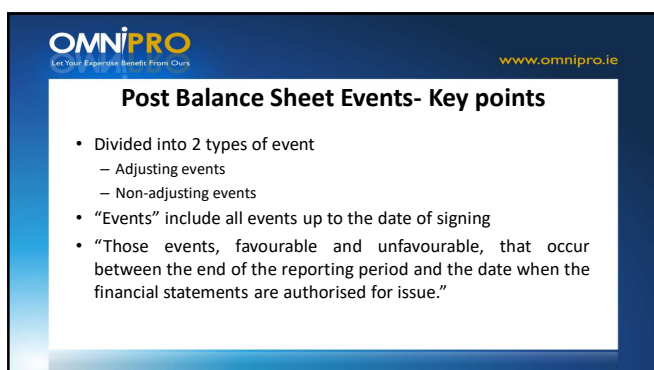 OMNIPRO
Let Your Expertise Benefit From Ours
www.omnipro.ie
Post Balance Sheet Events- Key points
• Divided into 2 types of event
– Adjusting events
– Non-adjusting events
• “Events” include all events up to the date of signing
• “Those events, favourable and unfavourable, that occur
between the end of the reporting period and the date when the
financial statements are authorised for issue.”